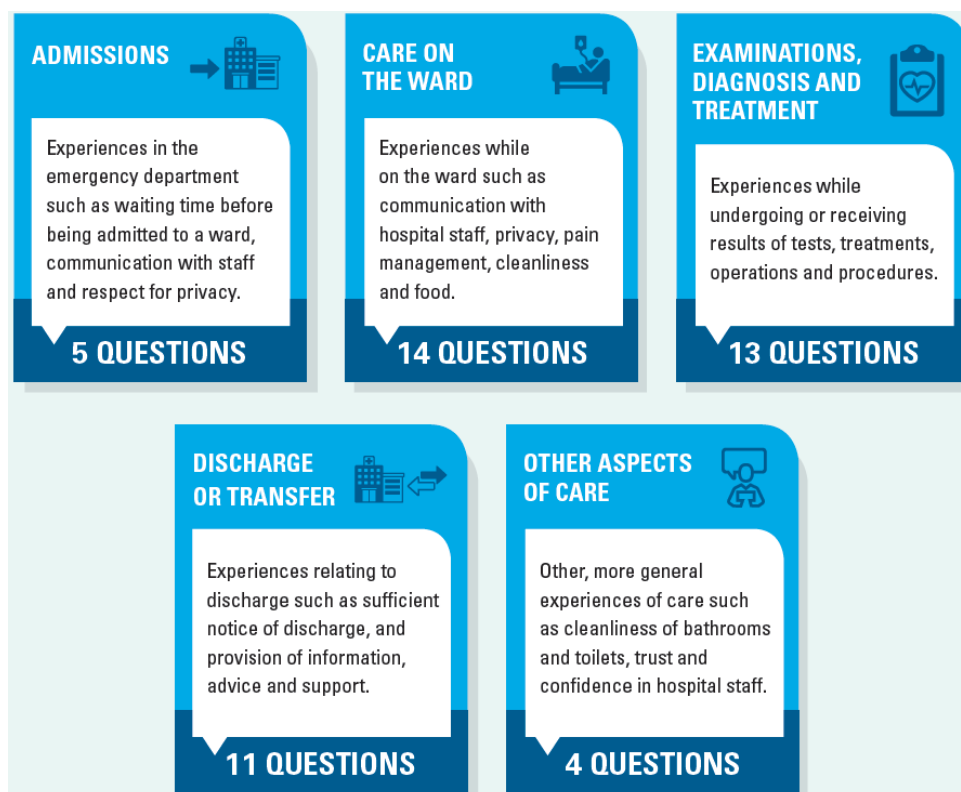 ADMISSIONS
Experiences in the
emergency department
such as waiting time before
being admitted to a ward,
communication with staff
and respect for privacy.
5 QUESTIONS
CARE ON
THE WARD
Experiences while
on the ward such as
communication with
hospital staff, privacy, pain
management, cleanliness
and food.
14 QUESTIONS
EXAMINATIONS,
DIAGNOSIS AND
TREATMENT
Experiences while
undergoing or receiving
results of tests, treatments,
operations and procedures.
13 QUESTIONS
DISCHARGE
OR TRANSFER
Experiences relating to
discharge such as sufficient
notice of discharge, and
provision of information,
advice and support.
11 QUESTIONS
OTHER ASPECTS
OF CARE
Other, more general
experiences of care such
as cleanliness of bathrooms
and toilets, trust and
confidence in hospital staff.
4 QUESTIONS